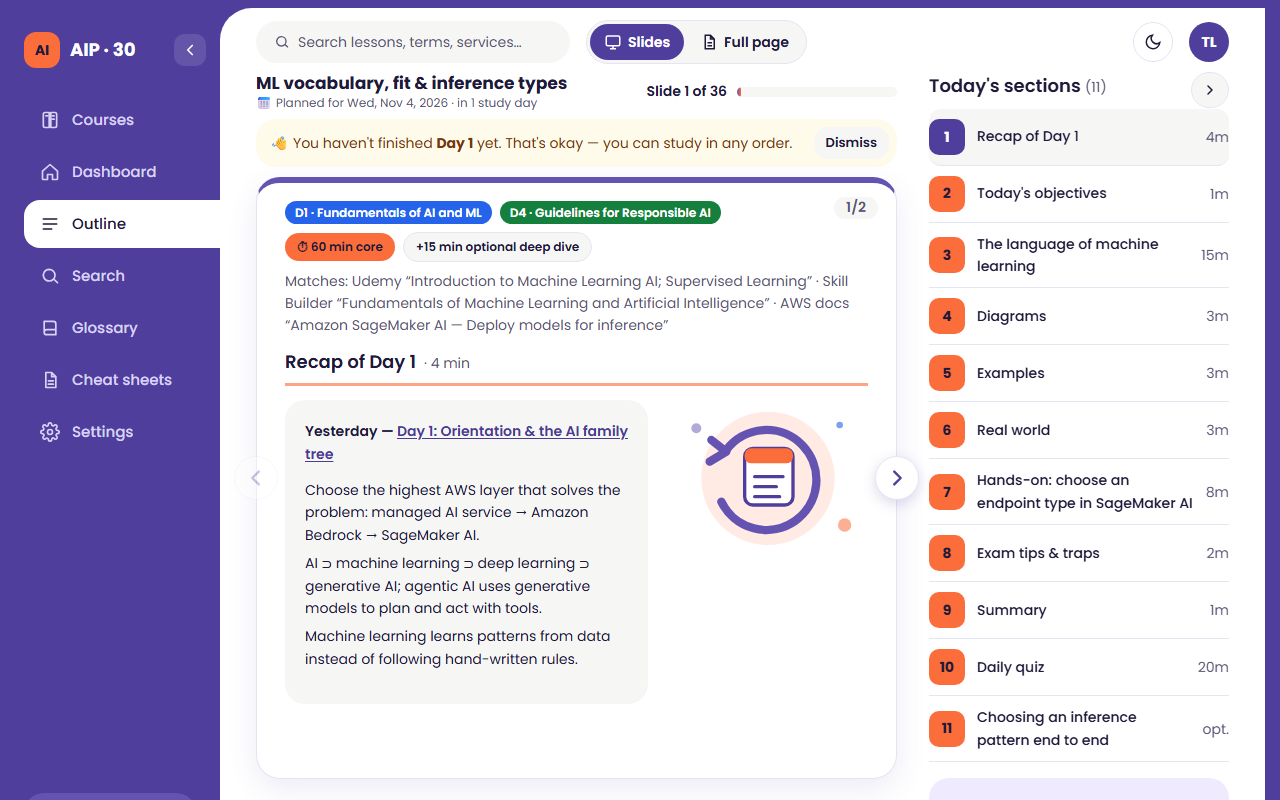 AI AIP · 30
Courses
Dashboard
Outline
Search
Glossary
Cheat sheets
Settings
Search lessons, terms, services…
Slides
Full page
TL
ML vocabulary, fit & inference types
Planned for Wed, Nov 4, 2026 · in 1 study day
Slide 1 of 36
👋 You haven't finished Day 1 yet. That's okay — you can study in any order.
Dismiss
D1 · Fundamentals of AI and ML
D4 · Guidelines for Responsible AI
1/2
⏱ 60 min core
+15 min optional deep dive
Matches: Udemy “Introduction to Machine Learning AI; Supervised Learning” · Skill
Builder “Fundamentals of Machine Learning and Artificial Intelligence” · AWS docs
“Amazon SageMaker AI — Deploy models for inference”
Recap of Day 1 · 4 min
Yesterday — Day 1: Orientation & the AI family
tree
Choose the highest AWS layer that solves the
problem: managed AI service → Amazon
Bedrock → SageMaker AI.
AI ⊃ machine learning ⊃ deep learning ⊃
generative AI; agentic AI uses generative
models to plan and act with tools.
Machine learning learns patterns from data
instead of following hand-written rules.
Today's sections (11)
1 Recap of Day 1 4m
2 Today's objectives 1m
3 The language of machine
learning 15m
4 Diagrams 3m
5 Examples 3m
6 Real world 3m
7 Hands-on: choose an
endpoint type in SageMaker AI 8m
8 Exam tips & traps 2m
9 Summary 1m
10 Daily quiz 20m
11 Choosing an inference
pattern end to end opt.